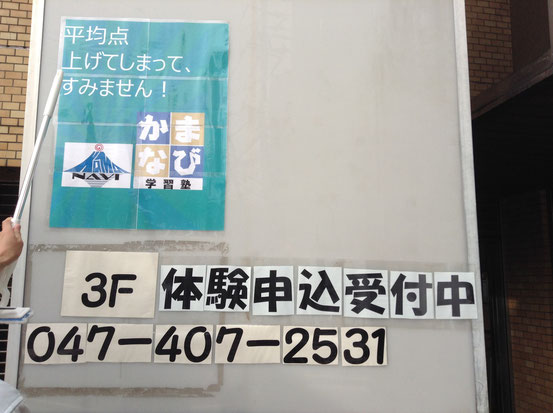 平均点
上げてしまって、
すみません！
かま
なび
学習塾
NAVI
3F 体験申込受付中
047-407-2531